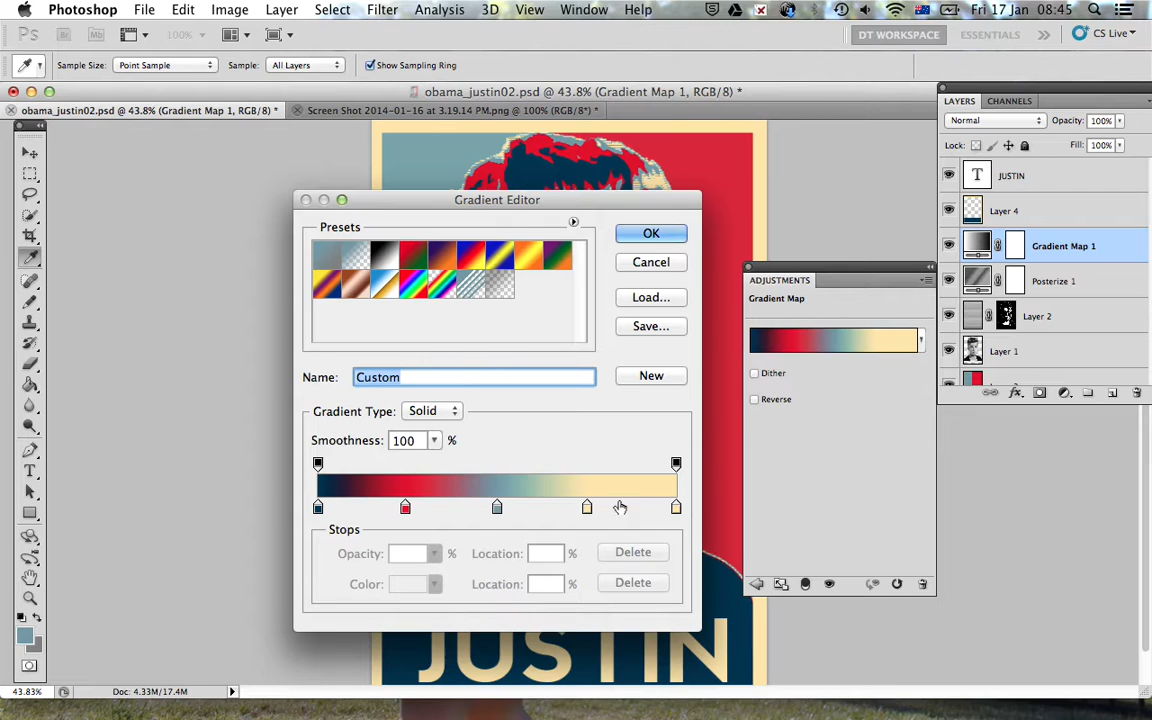 Photoshop File Edit Image Layer Select Filter Analysis 3D View Window Help Fri 17 Jan 08:45
Ps Br Mb 100% DT WORKSPACE ESSENTIALS CS Live
Sample Size: Point Sample Sample: All Layers Show Sampling Ring
obama_justin02.psd @ 43.8% (Gradient Map 1, RGB/8) *
obama_justin02.psd @ 43.8% (Gradient Map 1, RGB/8) * Screen Shot 2014-01-16 at 3.19.14 PM.png @ 100% (RGB/8*) *
LAYERS CHANNELS
Normal Opacity: 100%
Lock: Fill: 100%
T JUSTIN
Layer 4
Gradient Map 1
Posterize 1
Layer 2
Layer 1
Gradient Editor
Presets
OK
Cancel
Load...
Save...
Name: Custom New
Gradient Type: Solid
Smoothness: 100 %
Stops
Opacity: % Location: % Delete
Color: Location: % Delete
ADJUSTMENTS
Gradient Map
Dither
Reverse
JUSTIN
43.83% Doc: 4.33M/17.4M